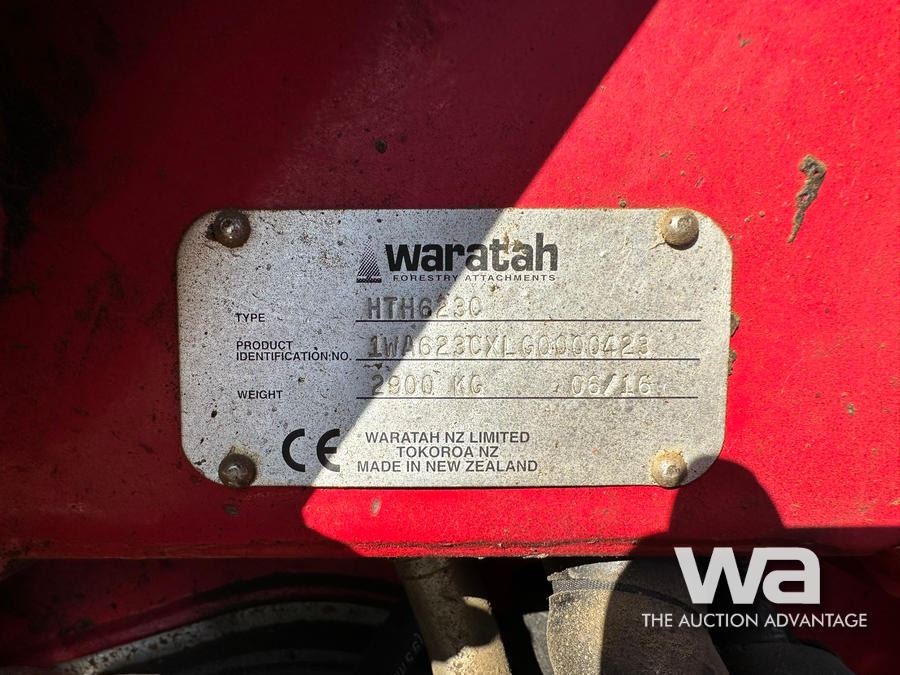 waratah
FORESTRY ATTACHMENTS
TYPE HTH623C
PRODUCT
IDENTIFICATION NO. 1WA623CXLG0000423
WEIGHT 2900 KG 06/16
CE
WARATAH NZ LIMITED
TOKOROA NZ
MADE IN NEW ZEALAND
wa
THE AUCTION ADVANTAGE